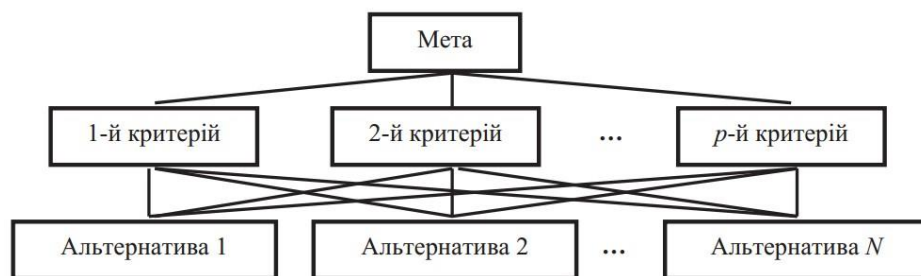 Мета
1-й критерій 2-й критерій ... p-й критерій
Альтернатива 1 Альтернатива 2 ... Альтернатива N